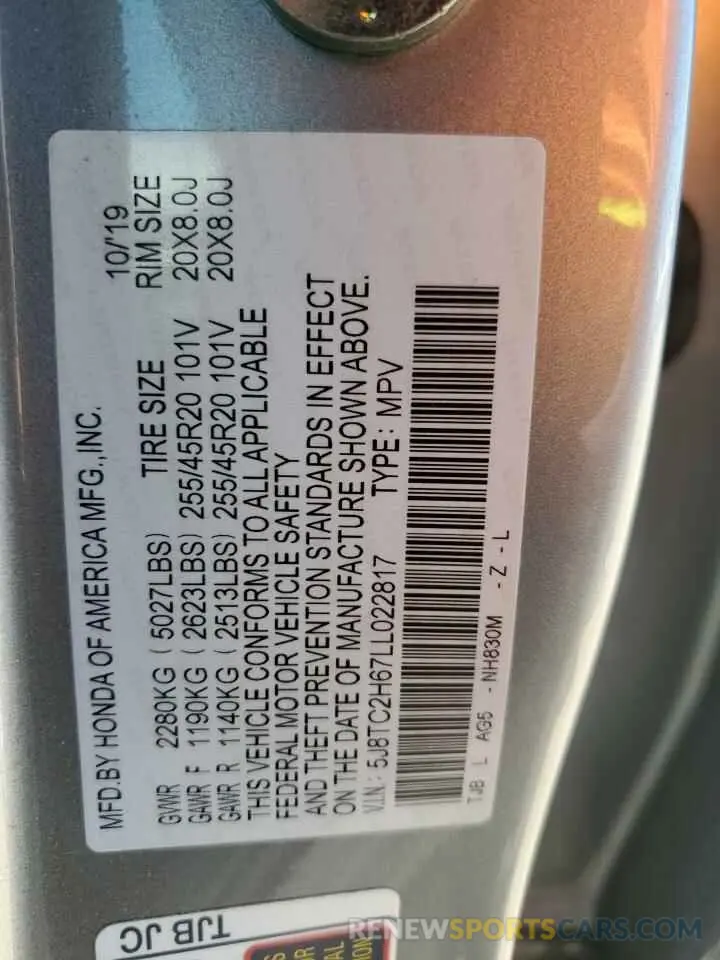 MFD.BY HONDA OF AMERICA MFG.,INC. 10/'19
GVWR 2280KG (5027LBS) TIRE SIZE RIM SIZE
GAWR F 1190KG (2623LBS) 255/45R20 101V 20X8.0J
GAWR R 1140KG (2513LBS) 255/45R20 101V 20X8.0J
THIS VEHICLE CONFORMS TO ALL APPLICABLE
FEDERAL MOTOR VEHICLE SAFETY
AND THEFT PREVENTION STANDARDS IN EFFECT
ON THE DATE OF MANUFACTURE SHOWN ABOVE.
V.I.N.: 5J8TC2H67LL022817 TYPE: MPV
TJB L AG5 -NH830M -Z-L
TJB JC
RENEWSPORTSCARS.COM